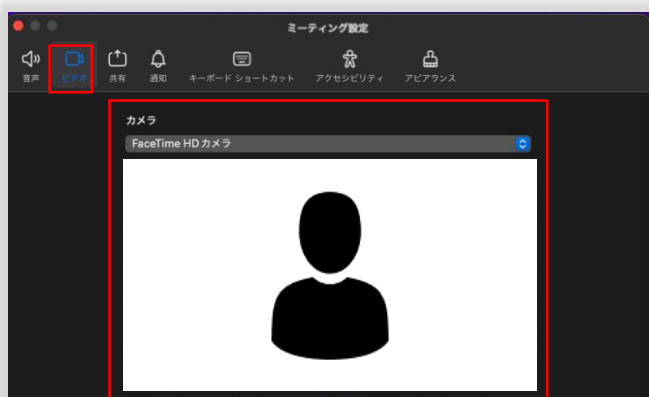 ミーティング設定
音声 ビデオ 共有 通知 キーボード ショートカット アクセシビリティ アピアランス
カメラ
FaceTime HD カメラ